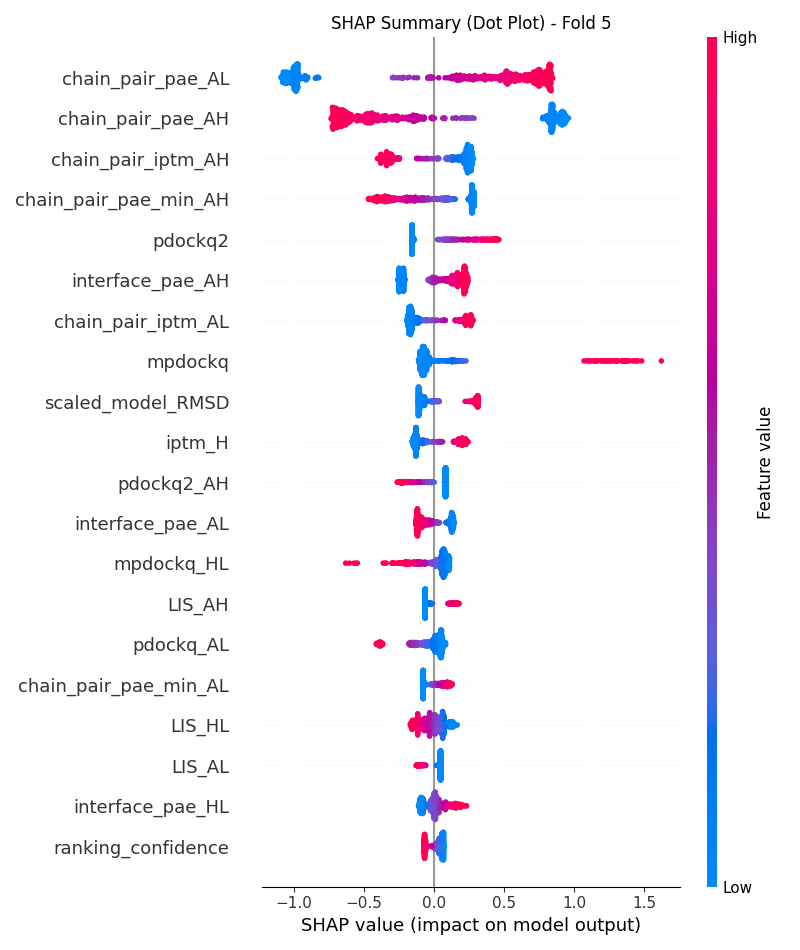 SHAP Summary (Dot Plot) - Fold 5
High
chain_pair_pae_AL
chain_pair_pae_AH
chain_pair_iptm_AH
chain_pair_pae_min_AH
pdockq2
interface_pae_AH
chain_pair_iptm_AL
mpdockq
scaled_model_RMSD
iptm_H
pdockq2_AH
interface_pae_AL
mpdockq_HL
LIS_AH
pdockq_AL
chain_pair_pae_min_AL
LIS_HL
LIS_AL
interface_pae_HL
ranking_confidence
Feature value
Low
−1.0 −0.5 0.0 0.5 1.0 1.5
SHAP value (impact on model output)